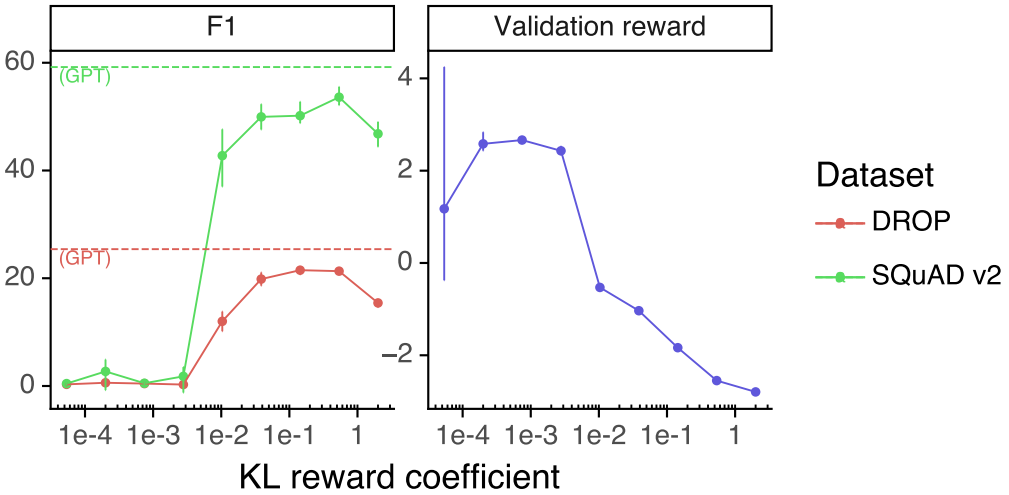 F1
Validation reward
60
40
20
0
(GPT)
(GPT)
4
2
0
−2
1e-4 1e-3 1e-2 1e-1 1
1e-4 1e-3 1e-2 1e-1 1
KL reward coefficient
Dataset
DROP
SQuAD v2